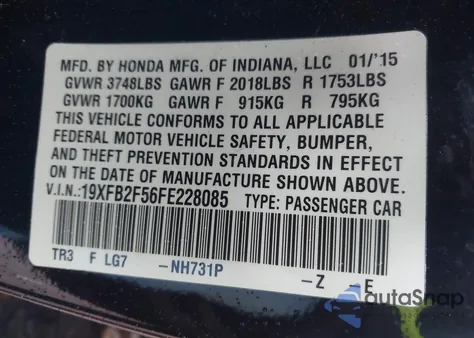 MFD. BY HONDA MFG. OF INDIANA, LLC 01/'15
GVWR 3748LBS GAWR F 2018LBS R 1753LBS
GVWR 1700KG GAWR F 915KG R 795KG
THIS VEHICLE CONFORMS TO ALL APPLICABLE
FEDERAL MOTOR VEHICLE SAFETY, BUMPER,
AND THEFT PREVENTION STANDARDS IN EFFECT
ON THE DATE OF MANUFACTURE SHOWN ABOVE.
V.I.N.: 19XFB2F56FE228085 TYPE: PASSENGER CAR
TR3 F LG7 -NH731P -Z E
autoSnap